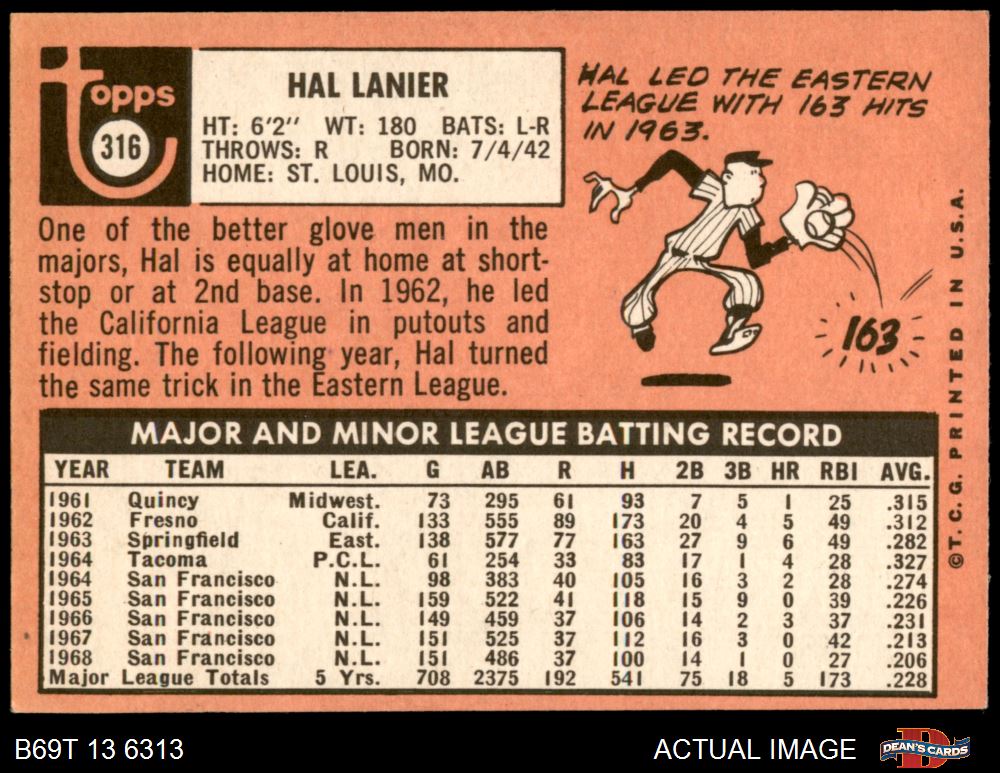 topps
316
HAL LANIER
HT: 6'2" WT: 180 BATS: L-R
THROWS: R BORN: 7/4/42
HOME: ST. LOUIS, MO.
HAL LED THE EASTERN
LEAGUE WITH 163 HITS
IN 1963.
163
One of the better glove men in the
majors, Hal is equally at home at short-
stop or at 2nd base. In 1962, he led
the California League in putouts and
fielding. The following year, Hal turned
the same trick in the Eastern League.
MAJOR AND MINOR LEAGUE BATTING RECORD
YEAR TEAM LEA. G AB R H 2B 3B HR RBI AVG.
1961 Quincy Midwest. 73 295 61 93 7 5 1 25 .315
1962 Fresno Calif. 133 555 89 173 20 4 5 49 .312
1963 Springfield East. 138 577 77 163 27 9 6 49 .282
1964 Tacoma P.C.L. 61 254 33 83 17 1 4 28 .327
1964 San Francisco N.L. 98 383 40 105 16 3 2 28 .274
1965 San Francisco N.L. 159 522 41 118 15 9 0 39 .226
1966 San Francisco N.L. 149 459 37 106 14 2 3 37 .231
1967 San Francisco N.L. 151 525 37 112 16 3 0 42 .213
1968 San Francisco N.L. 151 486 37 100 14 1 0 27 .206
Major League Totals 5 Yrs. 708 2375 192 541 75 18 5 173 .228
©T. C. G. PRINTED IN U.S.A.
B69T 13 6313
ACTUAL IMAGE
DEAN'S CARDS